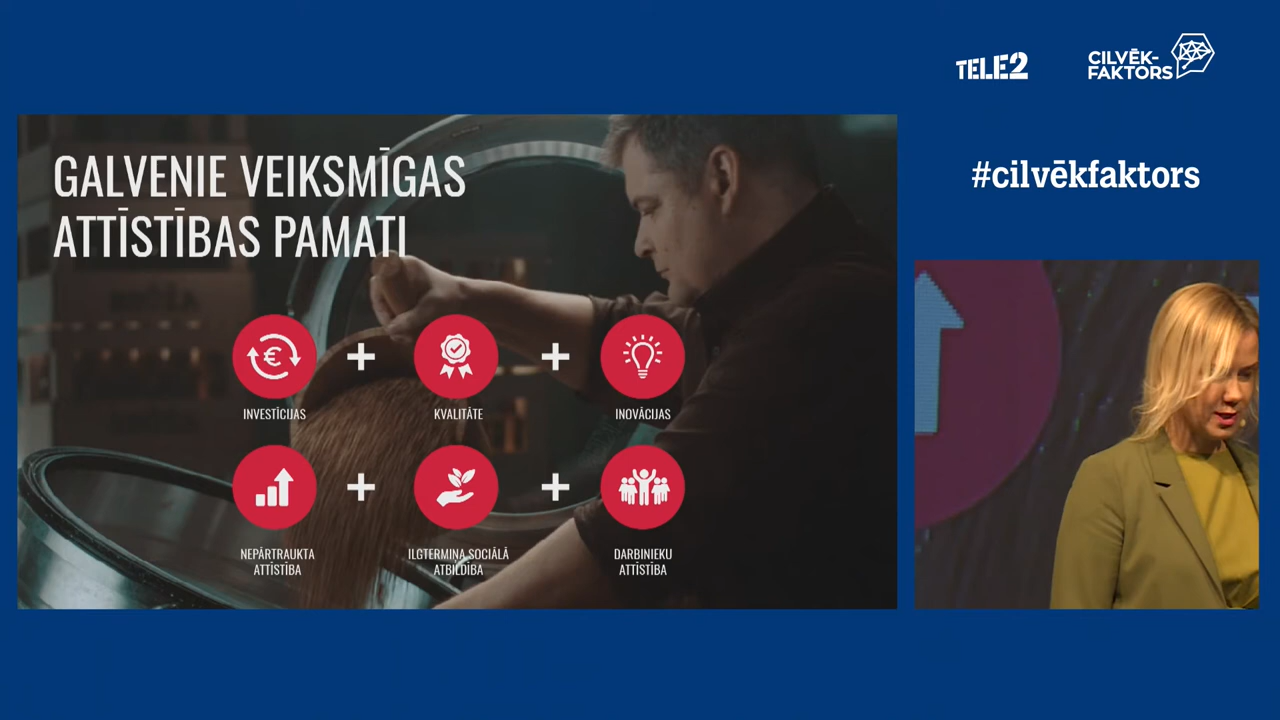 TELE2
CILVĒK-
FAKTORS
#cilvēkfaktors
GALVENIE VEIKSMĪGAS
ATTĪSTĪBAS PAMATI
INVESTĪCIJAS
+
KVALITĀTE
+
INOVĀCIJAS
NEPĀRTRAUKTA
ATTĪSTĪBA
+
ILGTERMIŅA SOCIĀLĀ
ATBILDĪBA
+
DARBINIEKU
ATTĪSTĪBA